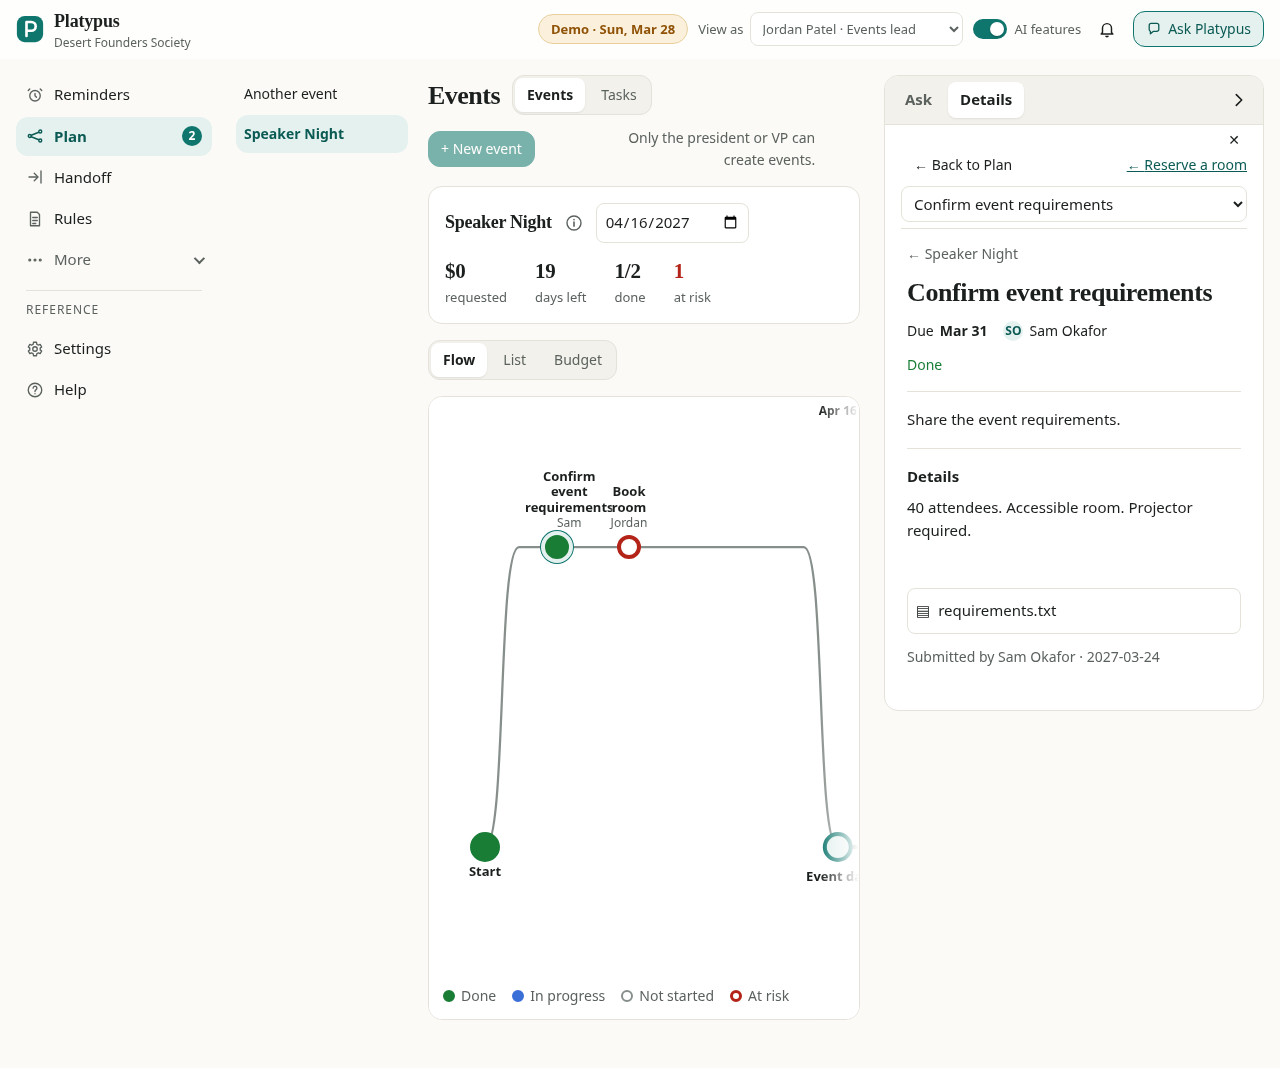 Platypus
Desert Founders Society
Demo · Sun, Mar 28
View as
Jordan Patel · Events lead
AI features
Ask Platypus
Reminders
Plan
2
Handoff
Rules
More
REFERENCE
Settings
Help
Another event
Speaker Night
Events
Events
Tasks
+ New event
Only the president or VP can
create events.
Speaker Night
04/16/2027
$0
requested
19
days left
1/2
done
1
at risk
Flow
List
Budget
Apr 16
Confirm
event
requirements
Sam
Book
room
Jordan
Start
Event d
Done
In progress
Not started
At risk
Ask
Details
×
← Back to Plan
← Reserve a room
Confirm event requirements
← Speaker Night
Confirm event requirements
Due Mar 31
SO
Sam Okafor
Done
Share the event requirements.
Details
40 attendees. Accessible room. Projector
required.
requirements.txt
Submitted by Sam Okafor · 2027-03-24